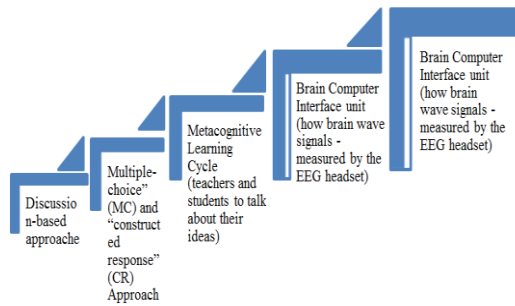 Discussio
n-based
approache
Multiple-
choice”
(MC) and
“construct
ed
response”
(CR)
Approach
Metacognitive
Learning
Cycle
(teachers and
students to talk
about their
ideas)
Brain Computer
Interface unit
(how brain
wave signals -
measured by the
EEG headset)
Brain Computer
Interface unit
(how brain
wave signals -
measured by the
EEG headset)